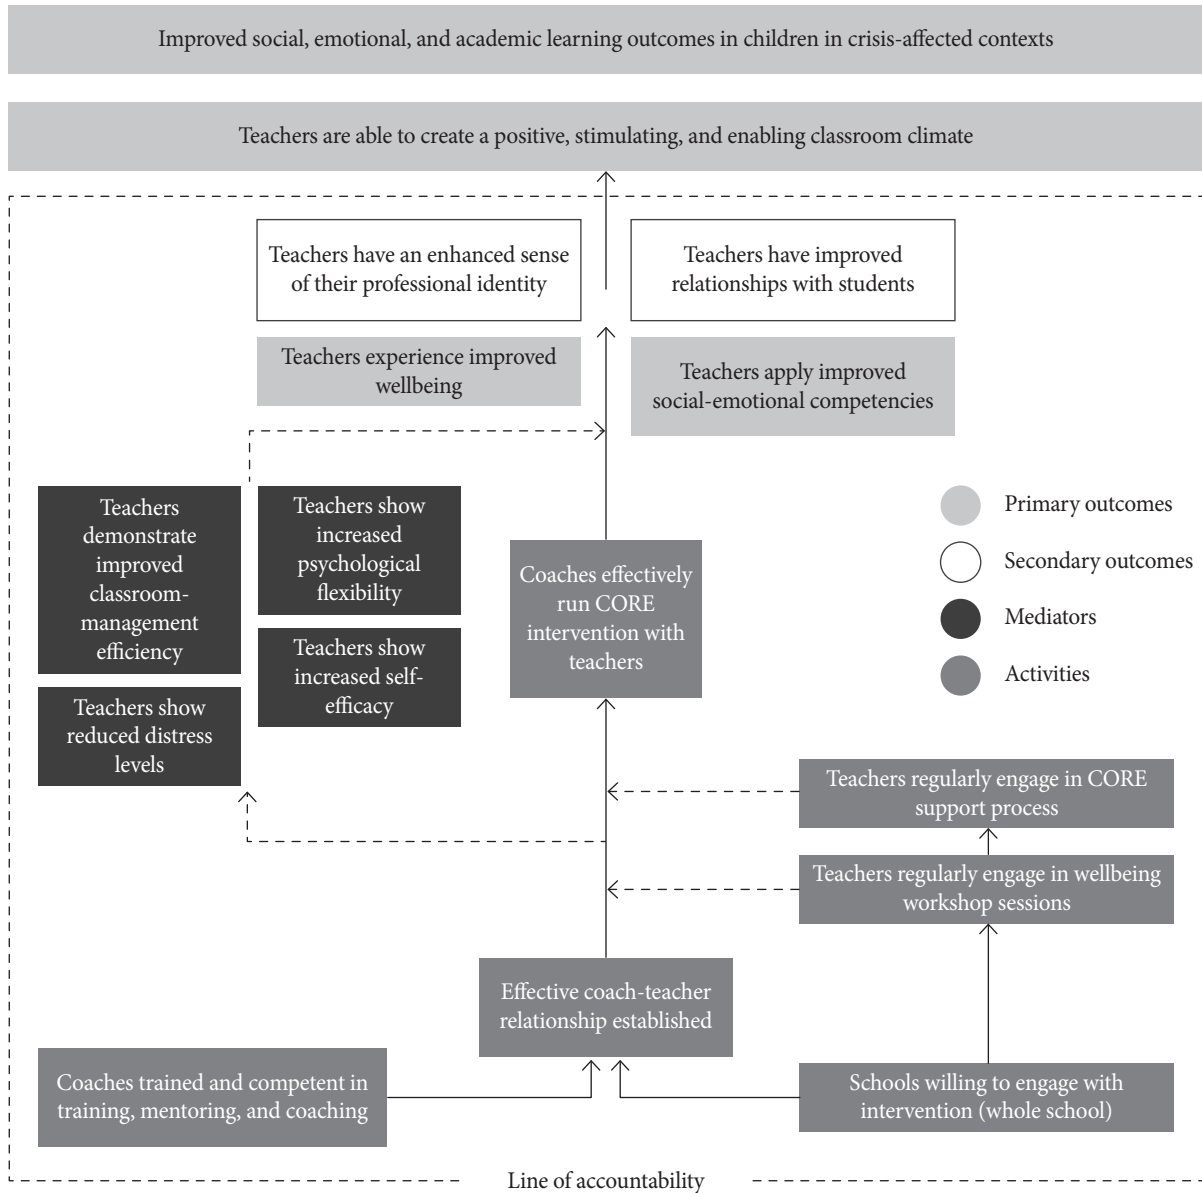 Improved social, emotional, and academic learning outcomes in children in crisis-affected contexts
Teachers are able to create a positive, stimulating, and enabling classroom climate
Teachers have an enhanced sense
of their professional identity
Teachers have improved
relationships with students
Teachers experience improved
wellbeing
Teachers apply improved
social-emotional competencies
Teachers
demonstrate
improved
classroom-
management
efficiency
Teachers show
increased
psychological
flexibility
Teachers show
increased self-
efficacy
Teachers show
reduced distress
levels
Coaches effectively
run CORE
intervention with
teachers
Primary outcomes
Secondary outcomes
Mediators
Activities
Teachers regularly engage in CORE
support process
Teachers regularly engage in wellbeing
workshop sessions
Effective coach-teacher
relationship established
Coaches trained and competent in
training, mentoring, and coaching
Schools willing to engage with
intervention (whole school)
Line of accountability